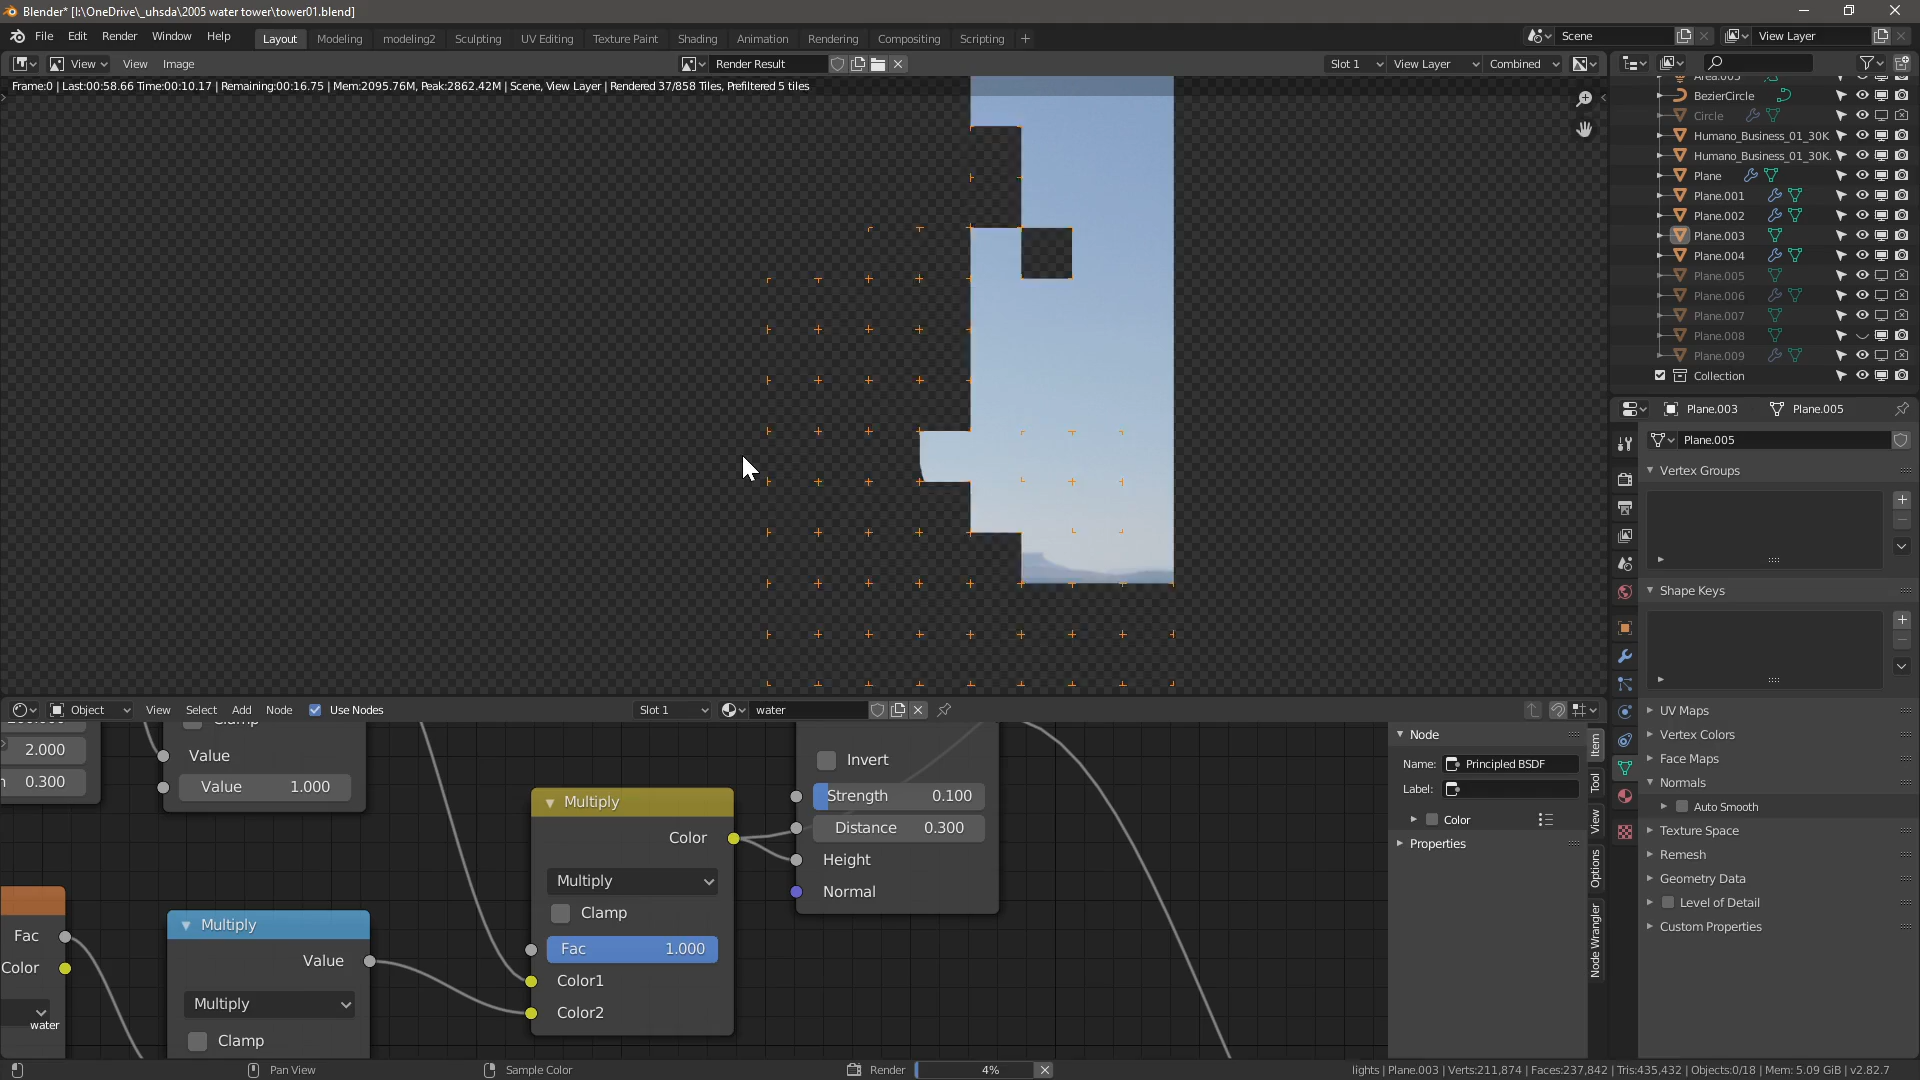 Blender* [I:\OneDrive\_uhsda\2005 water tower\tower01.blend]
File Edit Render Window Help Layout Modeling modeling2 Sculpting UV Editing Texture Paint Shading Animation Rendering Compositing Scripting + Scene View Layer
View View Image Render Result Slot 1 View Layer Combined
Frame:0 | Last:00:58.66 Time:00:10.17 | Remaining:00:16.75 | Mem:2095.76M, Peak:2862.42M | Scene, View Layer | Rendered 37/858 Tiles, Prefiltered 5 tiles
BezierCircle
Circle
Humano_Business_01_30K
Humano_Business_01_30K.
Plane
Plane.001
Plane.002
Plane.003
Plane.004
Plane.005
Plane.006
Plane.007
Plane.008
Plane.009
Collection
Plane.003 Plane.005
Plane.005
Vertex Groups
Shape Keys
UV Maps
Vertex Colors
Face Maps
Normals
Auto Smooth
Texture Space
Remesh
Geometry Data
Level of Detail
Custom Properties
Object View Select Add Node Use Nodes Slot 1 water
2.000
0.300
Value
Value 1.000
Fac
Color
water
Multiply
Value
Multiply
Clamp
Multiply
Color
Multiply
Clamp
Fac 1.000
Color1
Color2
Invert
Strength 0.100
Distance 0.300
Height
Normal
Node
Name: Principled BSDF
Label:
Color
Properties
Item
Tool
View
Options
Node Wrangler
Pan View Sample Color Render 4% lights | Plane.003 | Verts:211,874 | Faces:237,842 | Tris:435,432 | Objects:0/18 | Mem: 5.09 GiB | v2.82.7